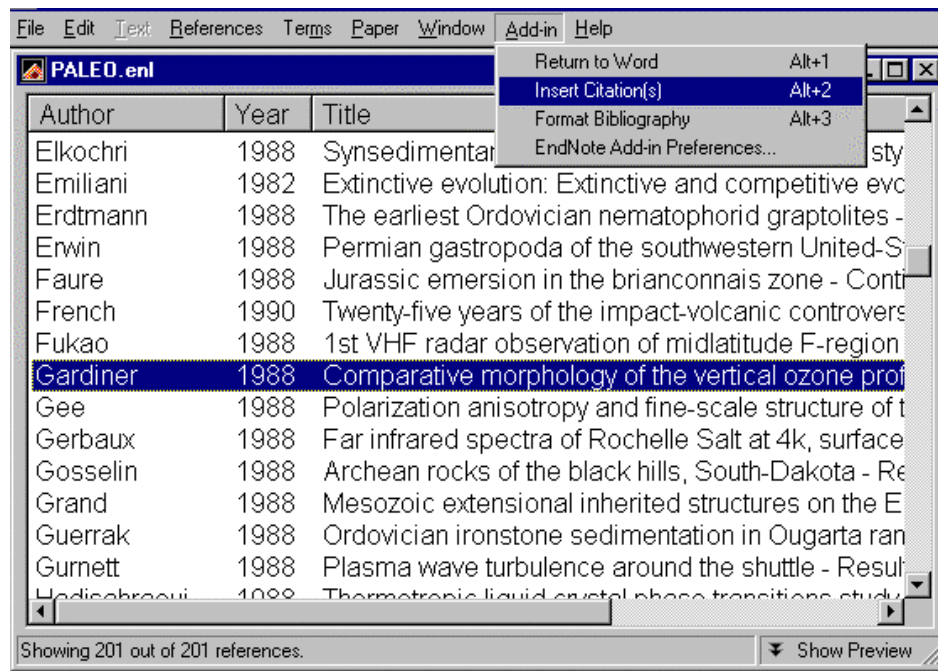 File Edit Text References Terms Paper Window Add-in Help
PALEO.enl
Return to Word Alt+1
Insert Citation(s) Alt+2
Format Bibliography Alt+3
EndNote Add-in Preferences...
Author Year Title
Elkochri 1988 Synsedimentar sty
Emiliani 1982 Extinctive evolution: Extinctive and competitive evo
Erdtmann 1988 The earliest Ordovician nematophorid graptolites -
Erwin 1988 Permian gastropoda of the southwestern United-S
Faure 1988 Jurassic emersion in the brianconnais zone - Conti
French 1990 Twenty-five years of the impact-volcanic controvers
Fukao 1988 1st VHF radar observation of midlatitude F-region
Gardiner 1988 Comparative morphology of the vertical ozone prof
Gee 1988 Polarization anisotropy and fine-scale structure of t
Gerbaux 1988 Far infrared spectra of Rochelle Salt at 4k, surface
Gosselin 1988 Archean rocks of the black hills, South-Dakota - Re
Grand 1988 Mesozoic extensional inherited structures on the E
Guerrak 1988 Ordovician ironstone sedimentation in Ougarta ran
Gurnett 1988 Plasma wave turbulence around the shuttle - Resul
1988 Thermotropic liquid crystal phase transitions study
Showing 201 out of 201 references. Show Preview